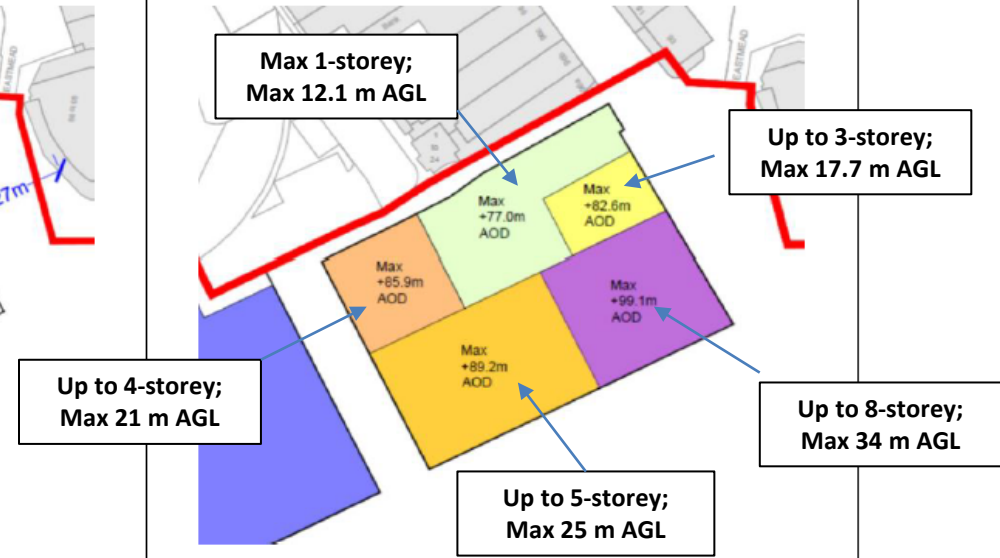 EASTMEAD
27m
Max 1-storey;
Max 12.1 m AGL
EASTMEAD
Up to 3-storey;
Max 17.7 m AGL
Max
+77.0m
AOD
Max
+82.6m
AOD
Max
+85.9m
AOD
Max
+99.1m
AOD
Max
+89.2m
AOD
Up to 4-storey;
Max 21 m AGL
Up to 8-storey;
Max 34 m AGL
Up to 5-storey;
Max 25 m AGL